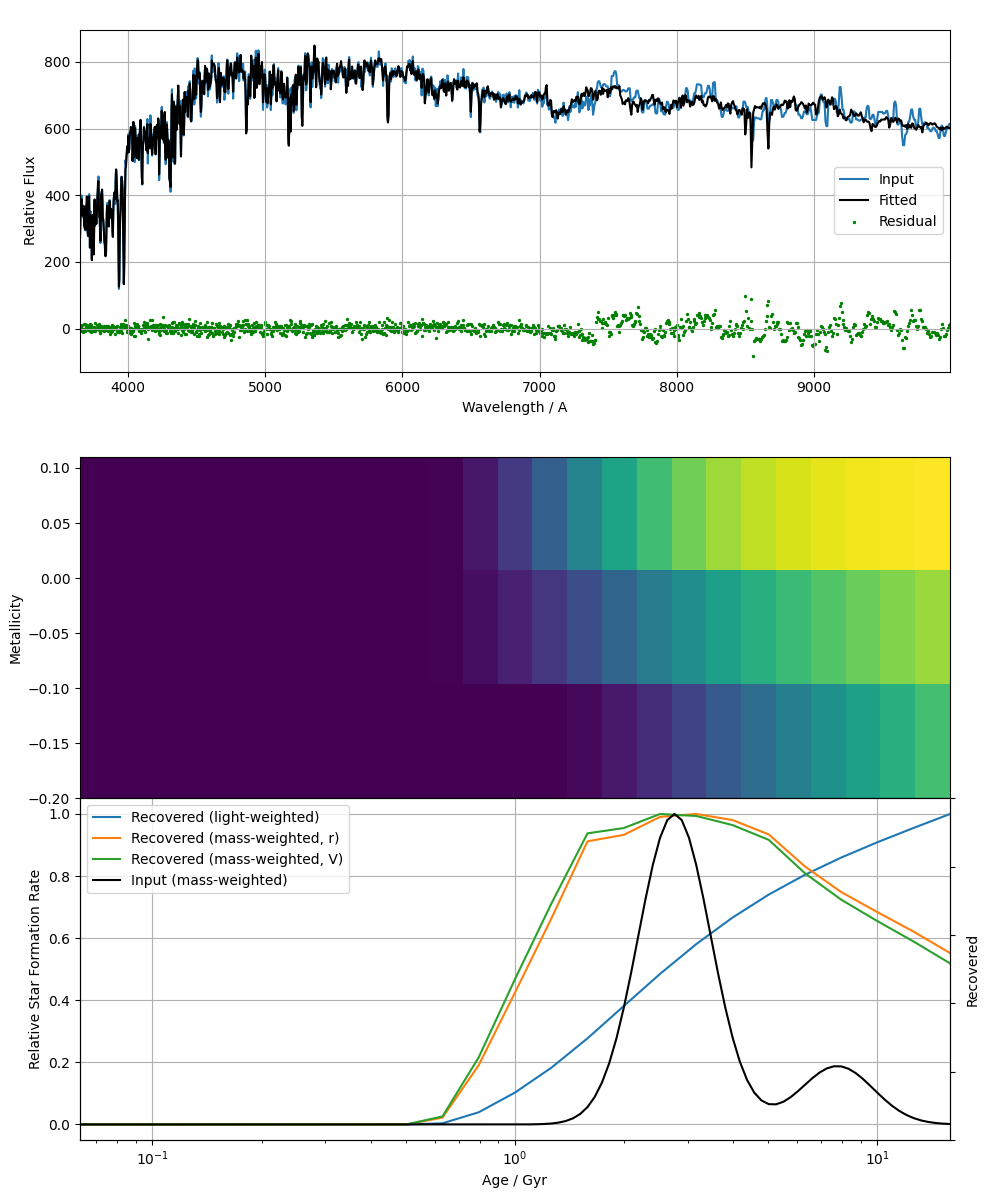 800
600
400
200
0
Relative Flux
Input
Fitted
Residual
4000
5000
6000
7000
8000
9000
Wavelength / A
0.10
0.05
0.00
−0.05
−0.10
−0.15
−0.20
Metallicity
Recovered (light-weighted)
Recovered (mass-weighted, r)
Recovered (mass-weighted, V)
Input (mass-weighted)
1.0
0.8
0.6
0.4
0.2
0.0
Relative Star Formation Rate
Recovered
10⁻¹
10⁰
10¹
Age / Gyr